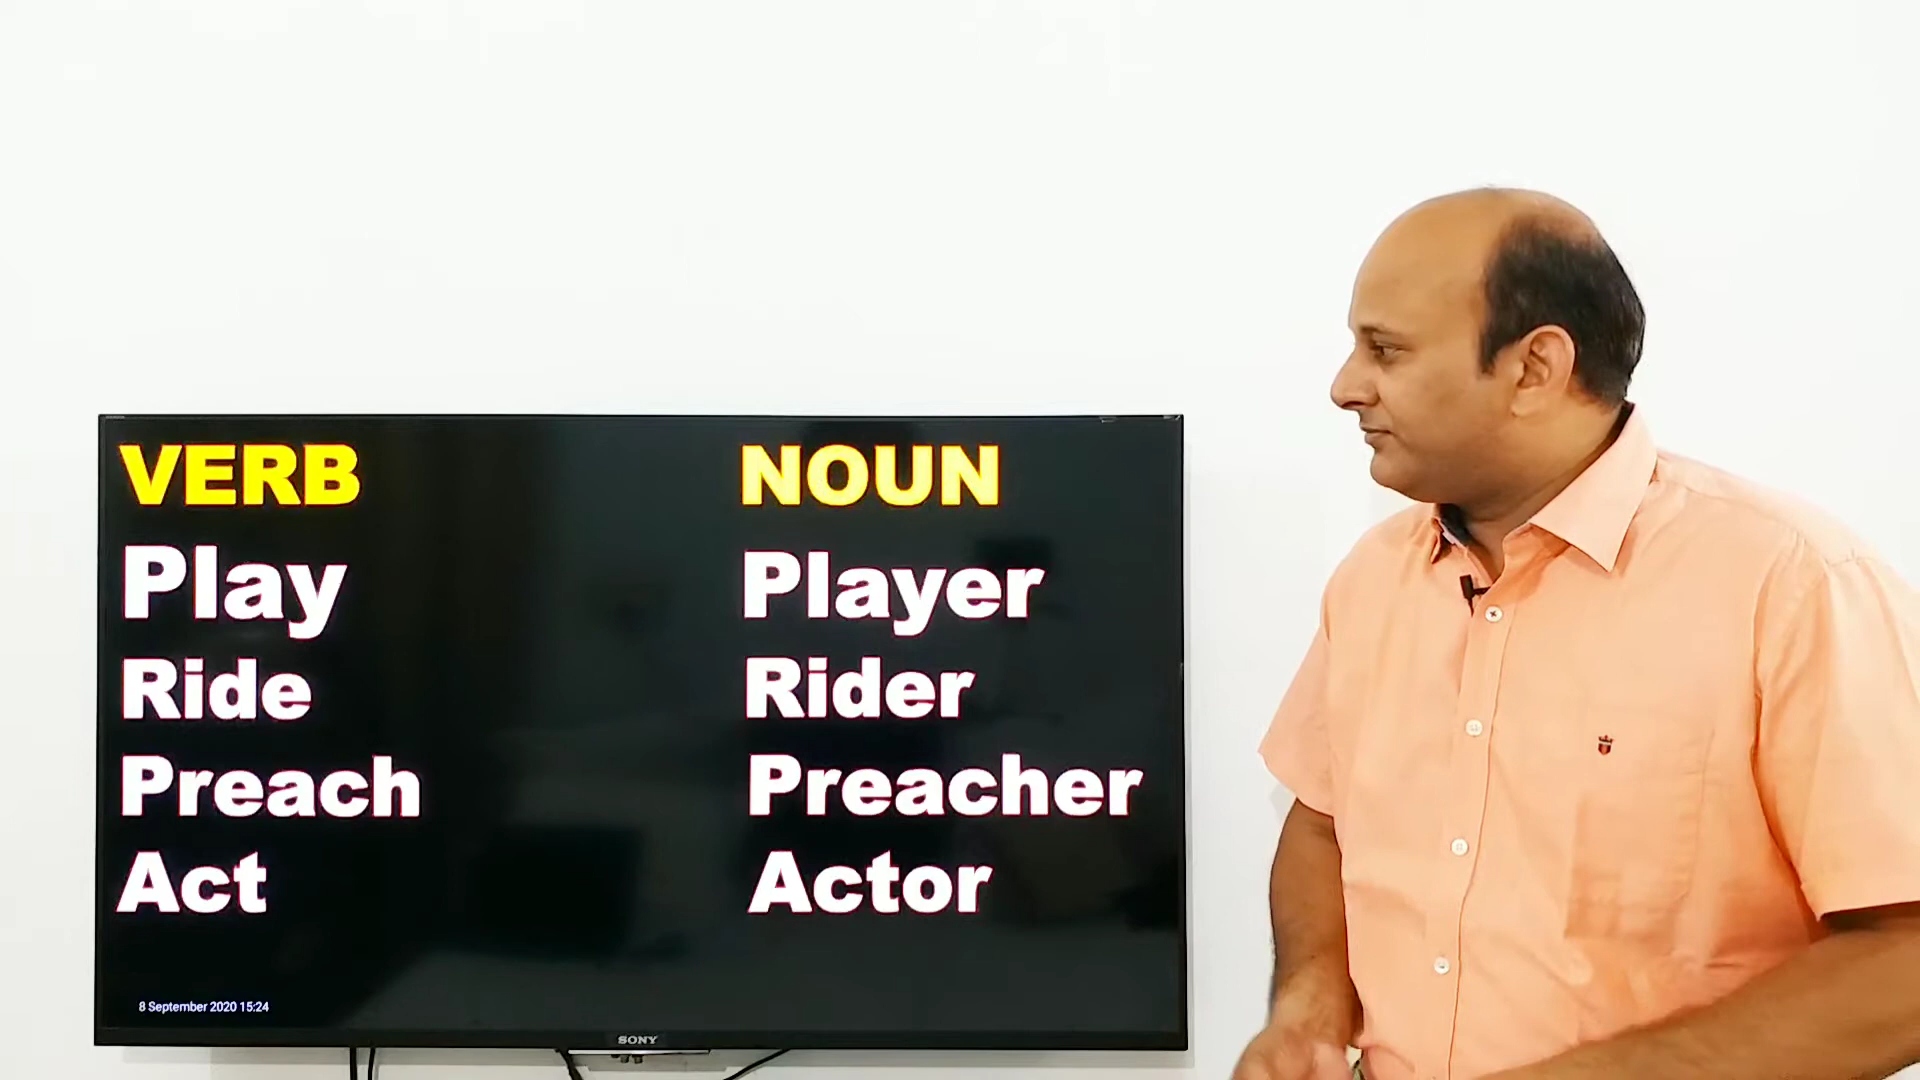 VERB NOUN
Play Player
Ride Rider
Preach Preacher
Act Actor
8 September 2020 15:24
SONY